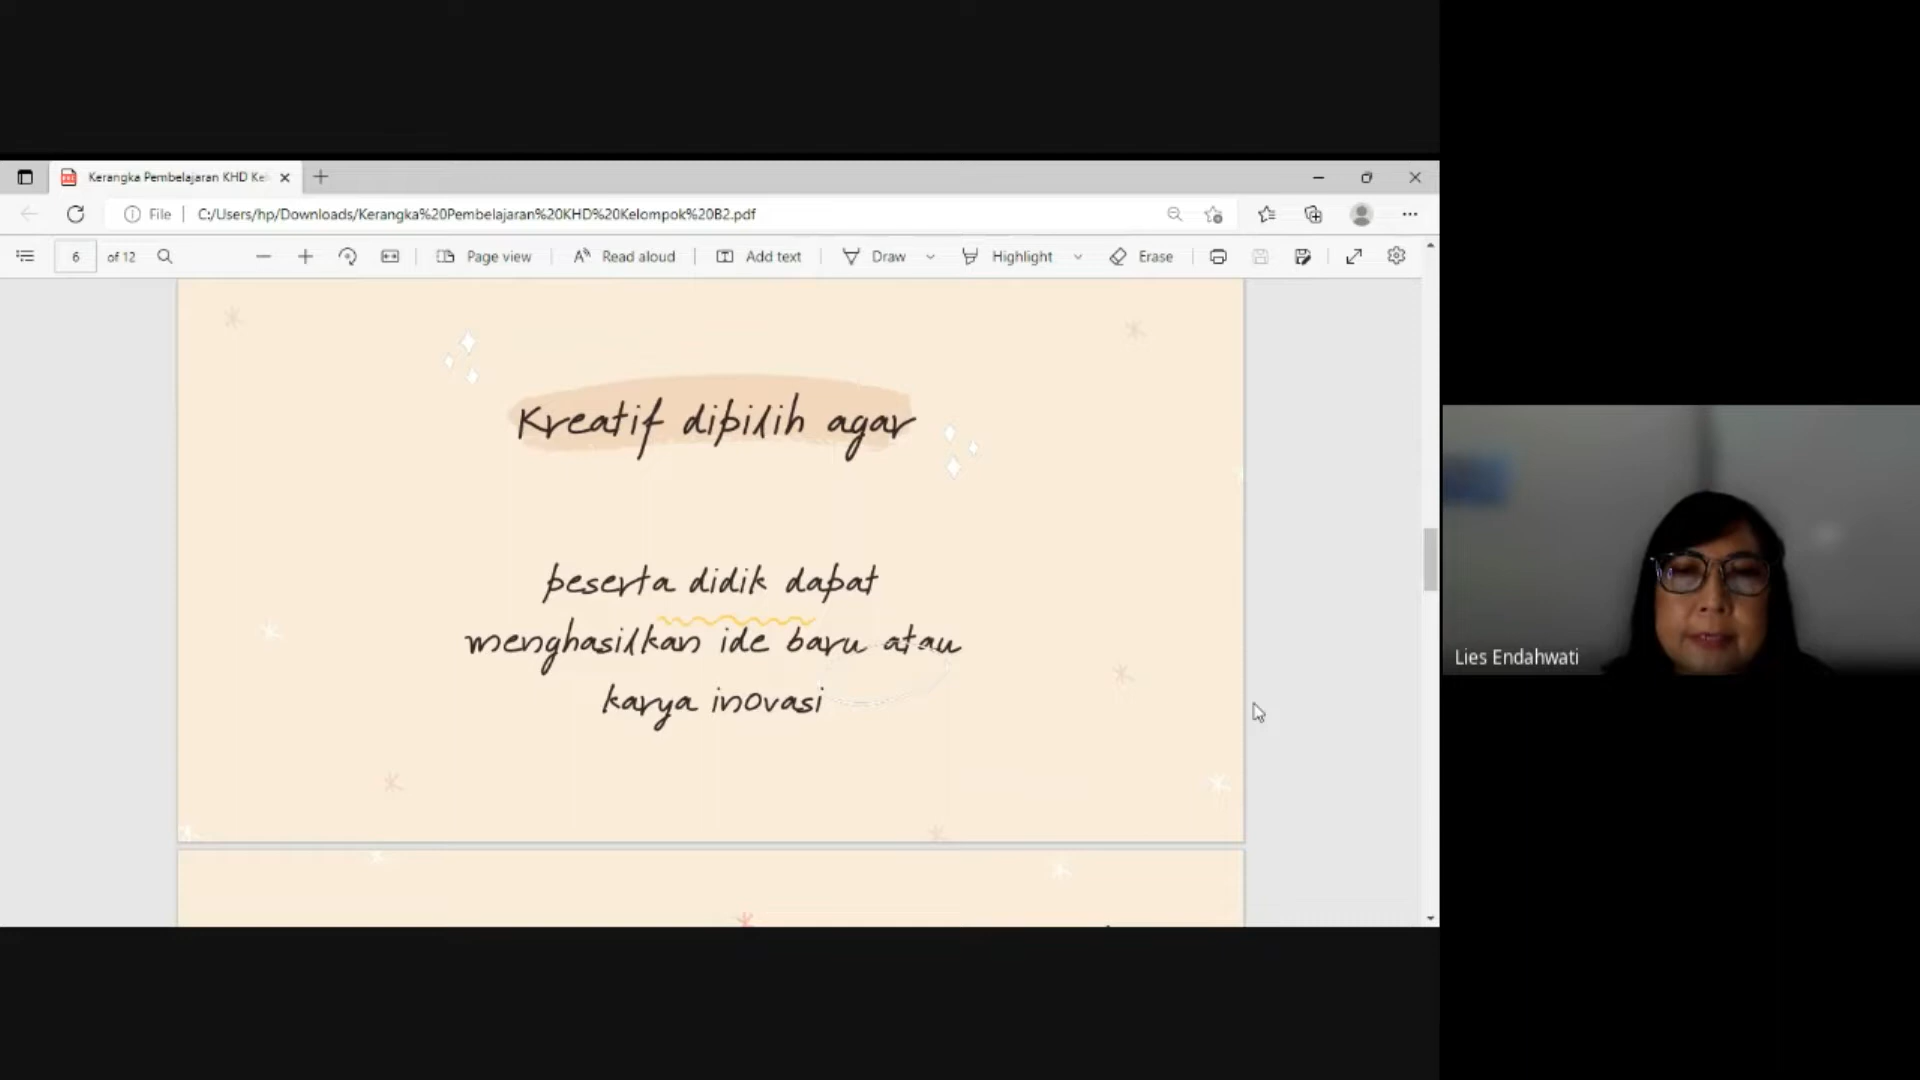 Kerangka Pembelajaran KHD Ke
File
C:/Users/hp/Downloads/Kerangka%20Pembelajaran%20KHD%20Kelompok%20B2.pdf
6 of 12
Page view
Read aloud
Add text
Draw
Highlight
Erase
Kreatif dipilih agar
peserta didik dapat
menghasilkan ide baru atau
karya inovasi
Lies Endahwati